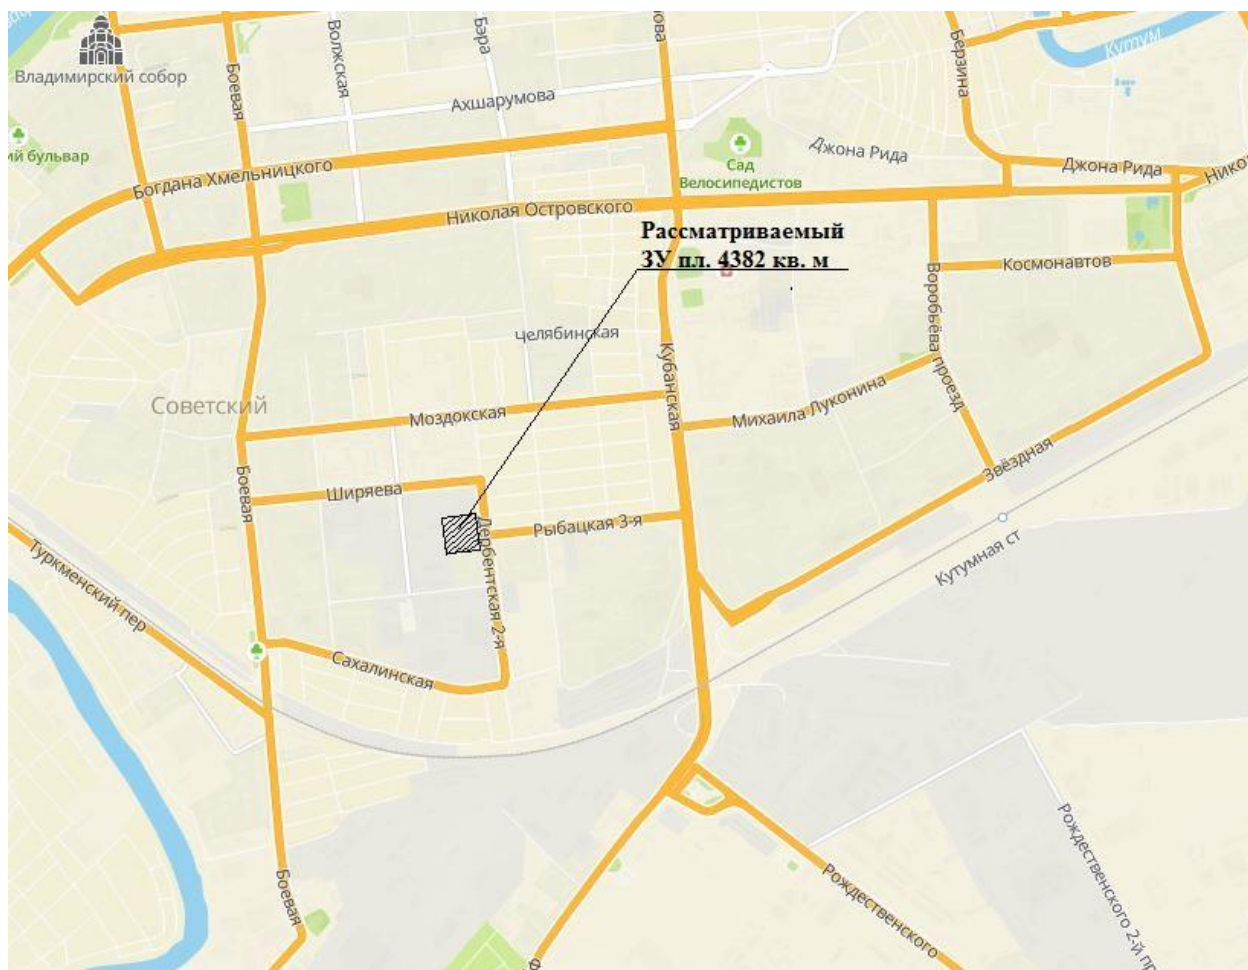 Владимирский собор
Боевая
Волжская
Бэра
Берзина
Кутум
Ахшарумова
ий бульвар
Богдана Хмельницкого
Сад
Велосипедистов
Джона Рида
Джона Рида
Николая Островского
Рассматриваемый
ЗУ пл. 4382 кв. м
Воробьёва проезд
Космонавтов
Челябинская
Кубанская
Советский
Моздокская
Михаила Луконина
Боевая
Ширяева
Дербентская 2-я
Рыбацкая 3-я
Звёздная
Кутумная ст
Туркменский пер
Сахалинская
Боевая
Рождественского
Рождественского 2-й пр